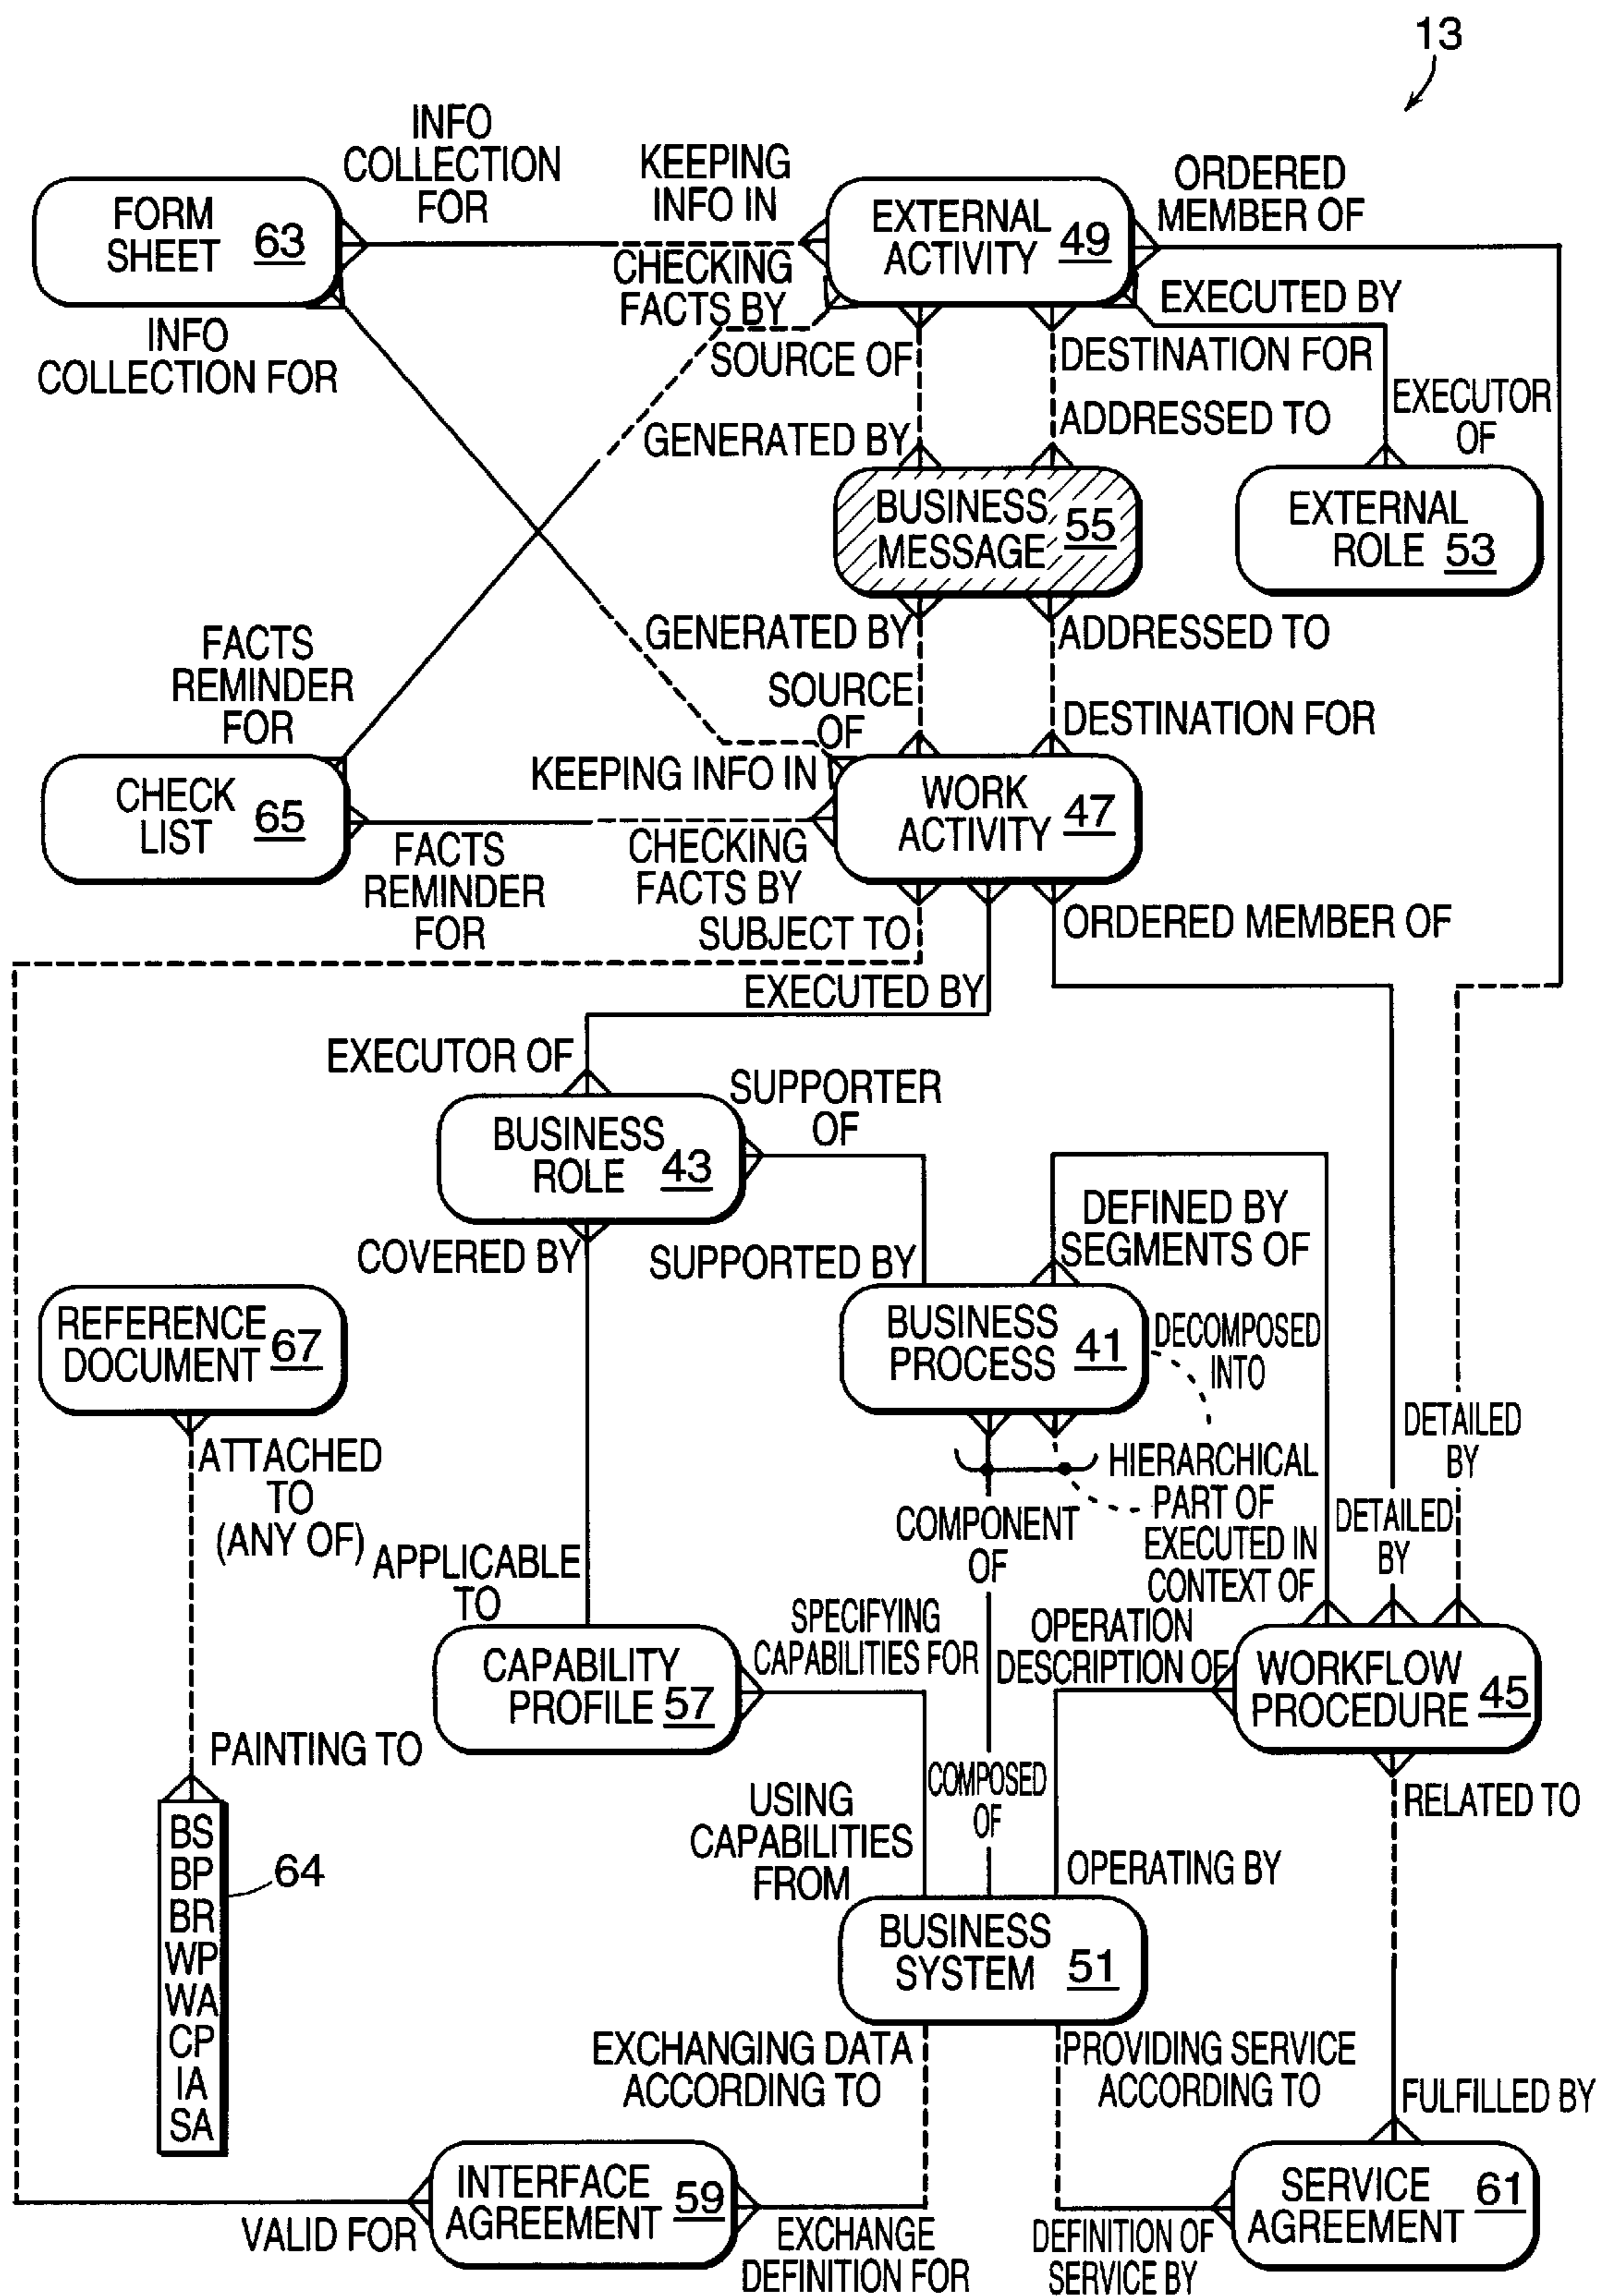 13
INFO
COLLECTION
FOR
KEEPING
INFO IN
ORDERED
MEMBER OF
FORM
SHEET 63
EXTERNAL
ACTIVITY 49
CHECKING
FACTS BY
EXECUTED BY
INFO
COLLECTION FOR
SOURCE OF
DESTINATION FOR
EXECUTOR
OF
GENERATED BY
ADDRESSED TO
BUSINESS
MESSAGE 55
EXTERNAL
ROLE 53
GENERATED BY
ADDRESSED TO
FACTS
REMINDER
FOR
SOURCE
OF
DESTINATION FOR
KEEPING INFO IN
CHECK
LIST 65
WORK
ACTIVITY 47
FACTS
REMINDER
FOR
CHECKING
FACTS BY
SUBJECT TO
ORDERED MEMBER OF
EXECUTED BY
EXECUTOR OF
SUPPORTER
OF
BUSINESS
ROLE 43
DEFINED BY
SEGMENTS OF
COVERED BY
SUPPORTED BY
REFERENCE
DOCUMENT 67
BUSINESS
PROCESS 41
DECOMPOSED
INTO
DETAILED
BY
ATTACHED
TO
(ANY OF)
HIERARCHICAL
PART OF
COMPONENT
OF
EXECUTED IN
CONTEXT OF
DETAILED
BY
APPLICABLE
TO
SPECIFYING
CAPABILITIES FOR
OPERATION
DESCRIPTION OF
CAPABILITY
PROFILE 57
WORKFLOW
PROCEDURE 45
PAINTING TO
COMPOSED
OF
USING
CAPABILITIES
FROM
RELATED TO
OPERATING BY
BS
BP
BR
WP
WA
CP
IA
SA
64
BUSINESS
SYSTEM 51
EXCHANGING DATA
ACCORDING TO
PROVIDING SERVICE
ACCORDING TO
FULFILLED BY
INTERFACE
AGREEMENT 59
SERVICE
AGREEMENT 61
VALID FOR
EXCHANGE
DEFINITION FOR
DEFINITION OF
SERVICE BY